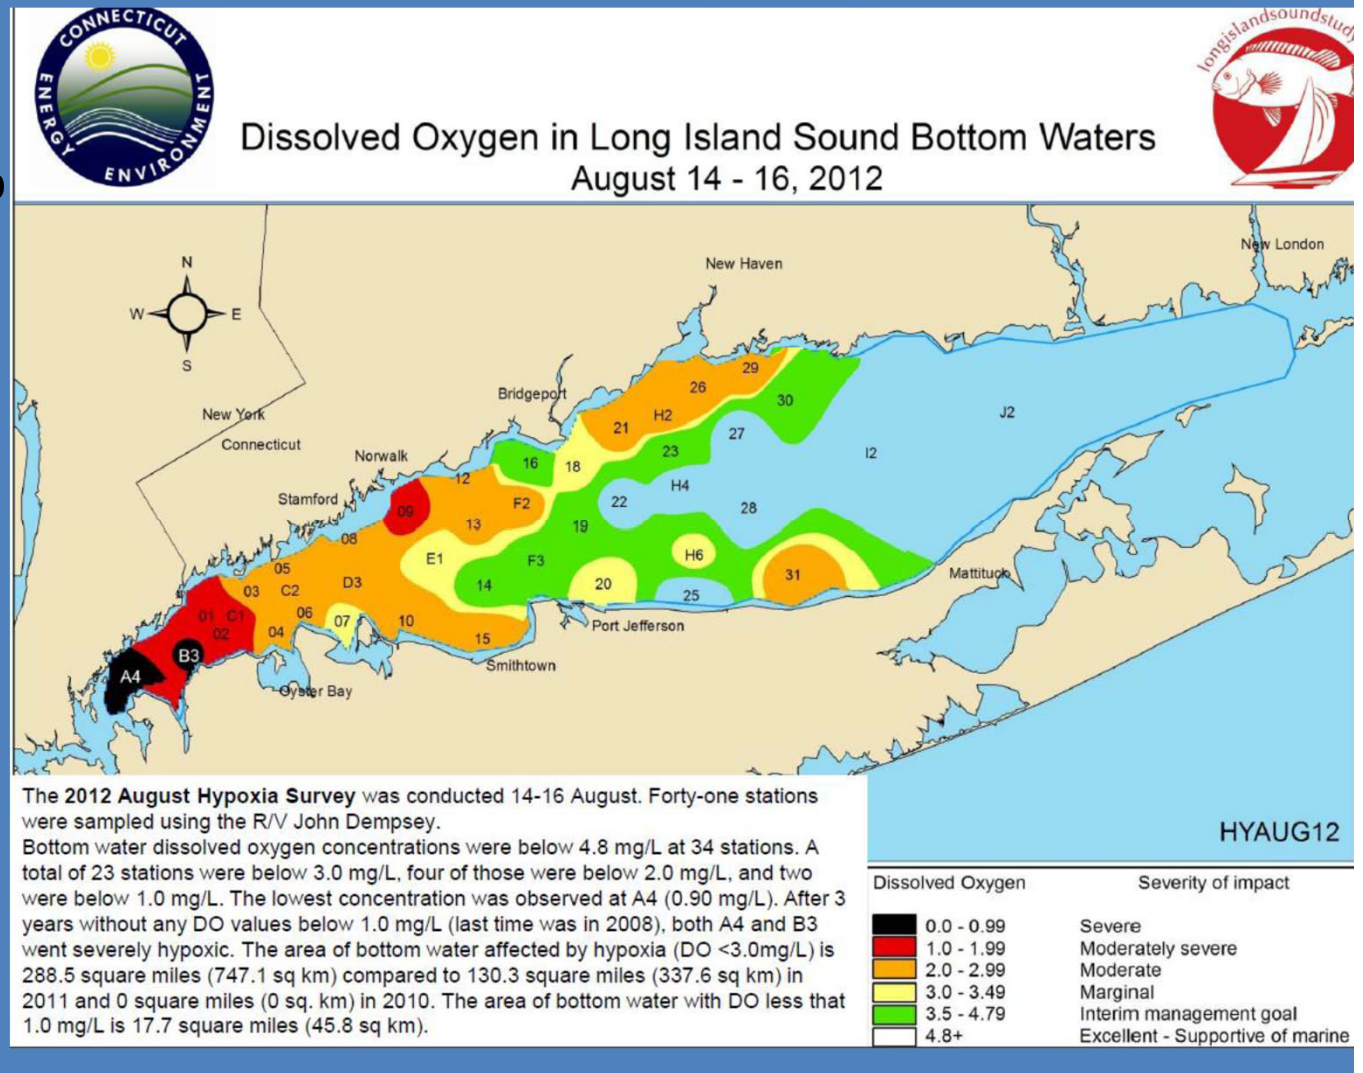 CONNECTICUT
ENERGY
ENVIRONMENT
longislandsoundstudy
Dissolved Oxygen in Long Island Sound Bottom Waters
August 14 - 16, 2012
N
W E
S
New London
New Haven
Bridgeport
New York
Connecticut
Norwalk
Stamford
29
26
30
H2
21
27
J2
I2
23
16
18
12
H4
22
28
F2
09
13
19
08
E1
F3
H6
05
D3
14
20
31
03
C2
25
Mattituck
01 C1
06
07
10
02
04
15
Port Jefferson
B3
A4
Smithtown
Oyster Bay
The 2012 August Hypoxia Survey was conducted 14-16 August. Forty-one stations
were sampled using the R/V John Dempsey.
Bottom water dissolved oxygen concentrations were below 4.8 mg/L at 34 stations. A
total of 23 stations were below 3.0 mg/L, four of those were below 2.0 mg/L, and two
were below 1.0 mg/L. The lowest concentration was observed at A4 (0.90 mg/L). After 3
years without any DO values below 1.0 mg/L (last time was in 2008), both A4 and B3
went severely hypoxic. The area of bottom water affected by hypoxia (DO <3.0mg/L) is
288.5 square miles (747.1 sq km) compared to 130.3 square miles (337.6 sq km) in
2011 and 0 square miles (0 sq. km) in 2010. The area of bottom water with DO less that
1.0 mg/L is 17.7 square miles (45.8 sq km).
HYAUG12
Dissolved Oxygen Severity of impact
0.0 - 0.99 Severe
1.0 - 1.99 Moderately severe
2.0 - 2.99 Moderate
3.0 - 3.49 Marginal
3.5 - 4.79 Interim management goal
4.8+ Excellent - Supportive of marine